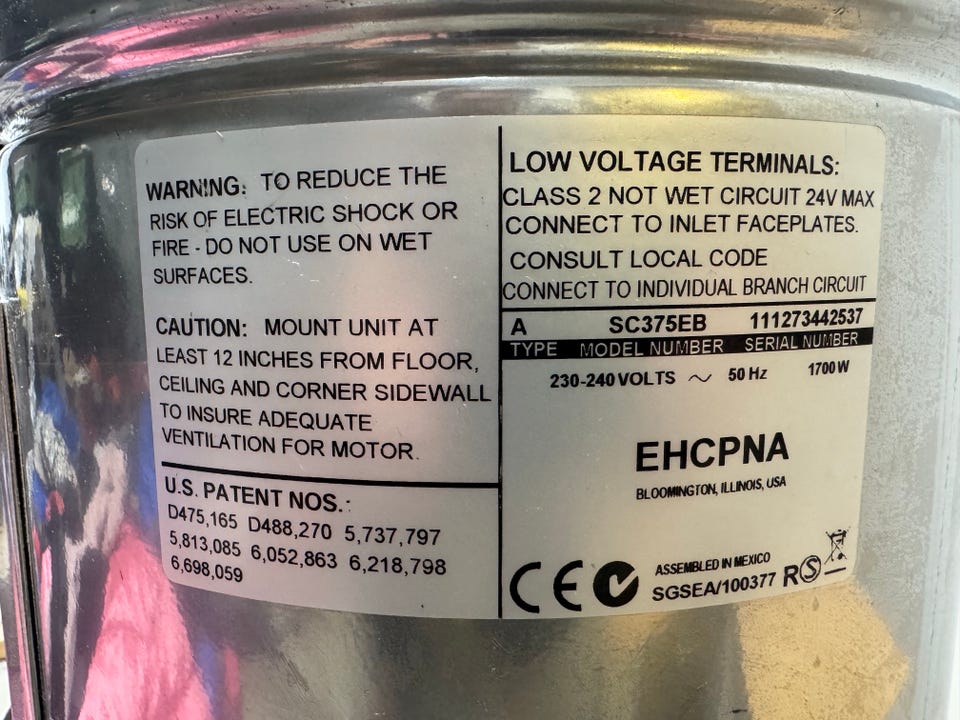 WARNING: TO REDUCE THE
RISK OF ELECTRIC SHOCK OR
FIRE - DO NOT USE ON WET
SURFACES.
CAUTION: MOUNT UNIT AT
LEAST 12 INCHES FROM FLOOR,
CEILING AND CORNER SIDEWALL
TO INSURE ADEQUATE
VENTILATION FOR MOTOR.
U.S. PATENT NOS.:
D475,165 D488,270 5,737,797
5,813,085 6,052,863 6,218,798
6,698,059
LOW VOLTAGE TERMINALS:
CLASS 2 NOT WET CIRCUIT 24V MAX
CONNECT TO INLET FACEPLATES.
CONSULT LOCAL CODE
CONNECT TO INDIVIDUAL BRANCH CIRCUIT
A SC375EB 111273442537
TYPE MODEL NUMBER SERIAL NUMBER
230-240 VOLTS ~ 50 Hz 1700 W
EHCPNA
BLOOMINGTON, ILLINOIS, USA
ASSEMBLED IN MEXICO
CE SGSEA/100377 R S